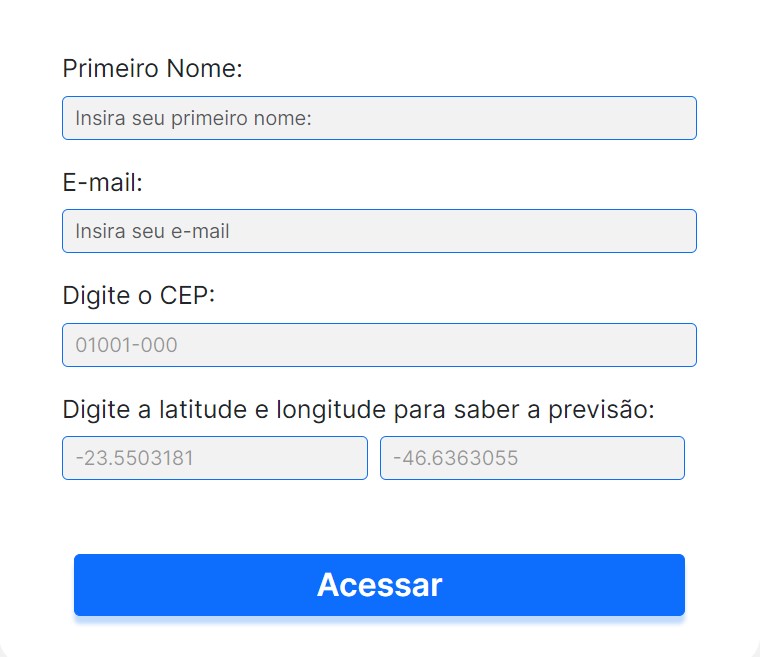 Primeiro Nome:
Insira seu primeiro nome:
E-mail:
Insira seu e-mail
Digite o CEP:
01001-000
Digite a latitude e longitude para saber a previsão:
-23.5503181 -46.6363055
Acessar